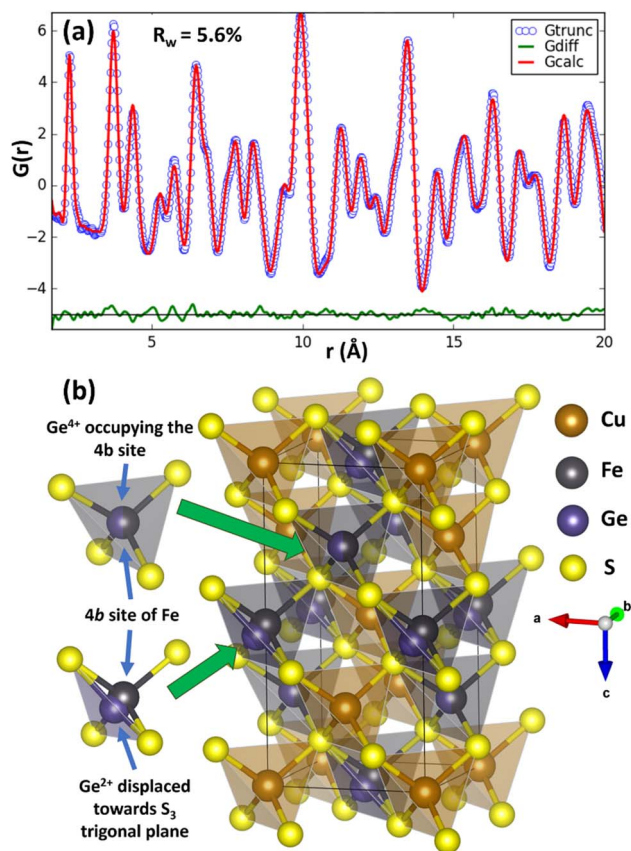 (a)
R_w = 5.6%
Gtrunc
Gdiff
Gcalc
6
4
2
0
−2
−4
G(r)
5
10
15
20
r (Å)
(b)
Ge⁴⁺ occupying the
4b site
4b site of Fe
Ge²⁺ displaced
towards S₃
trigonal plane
Cu
Fe
Ge
S
a
b
c